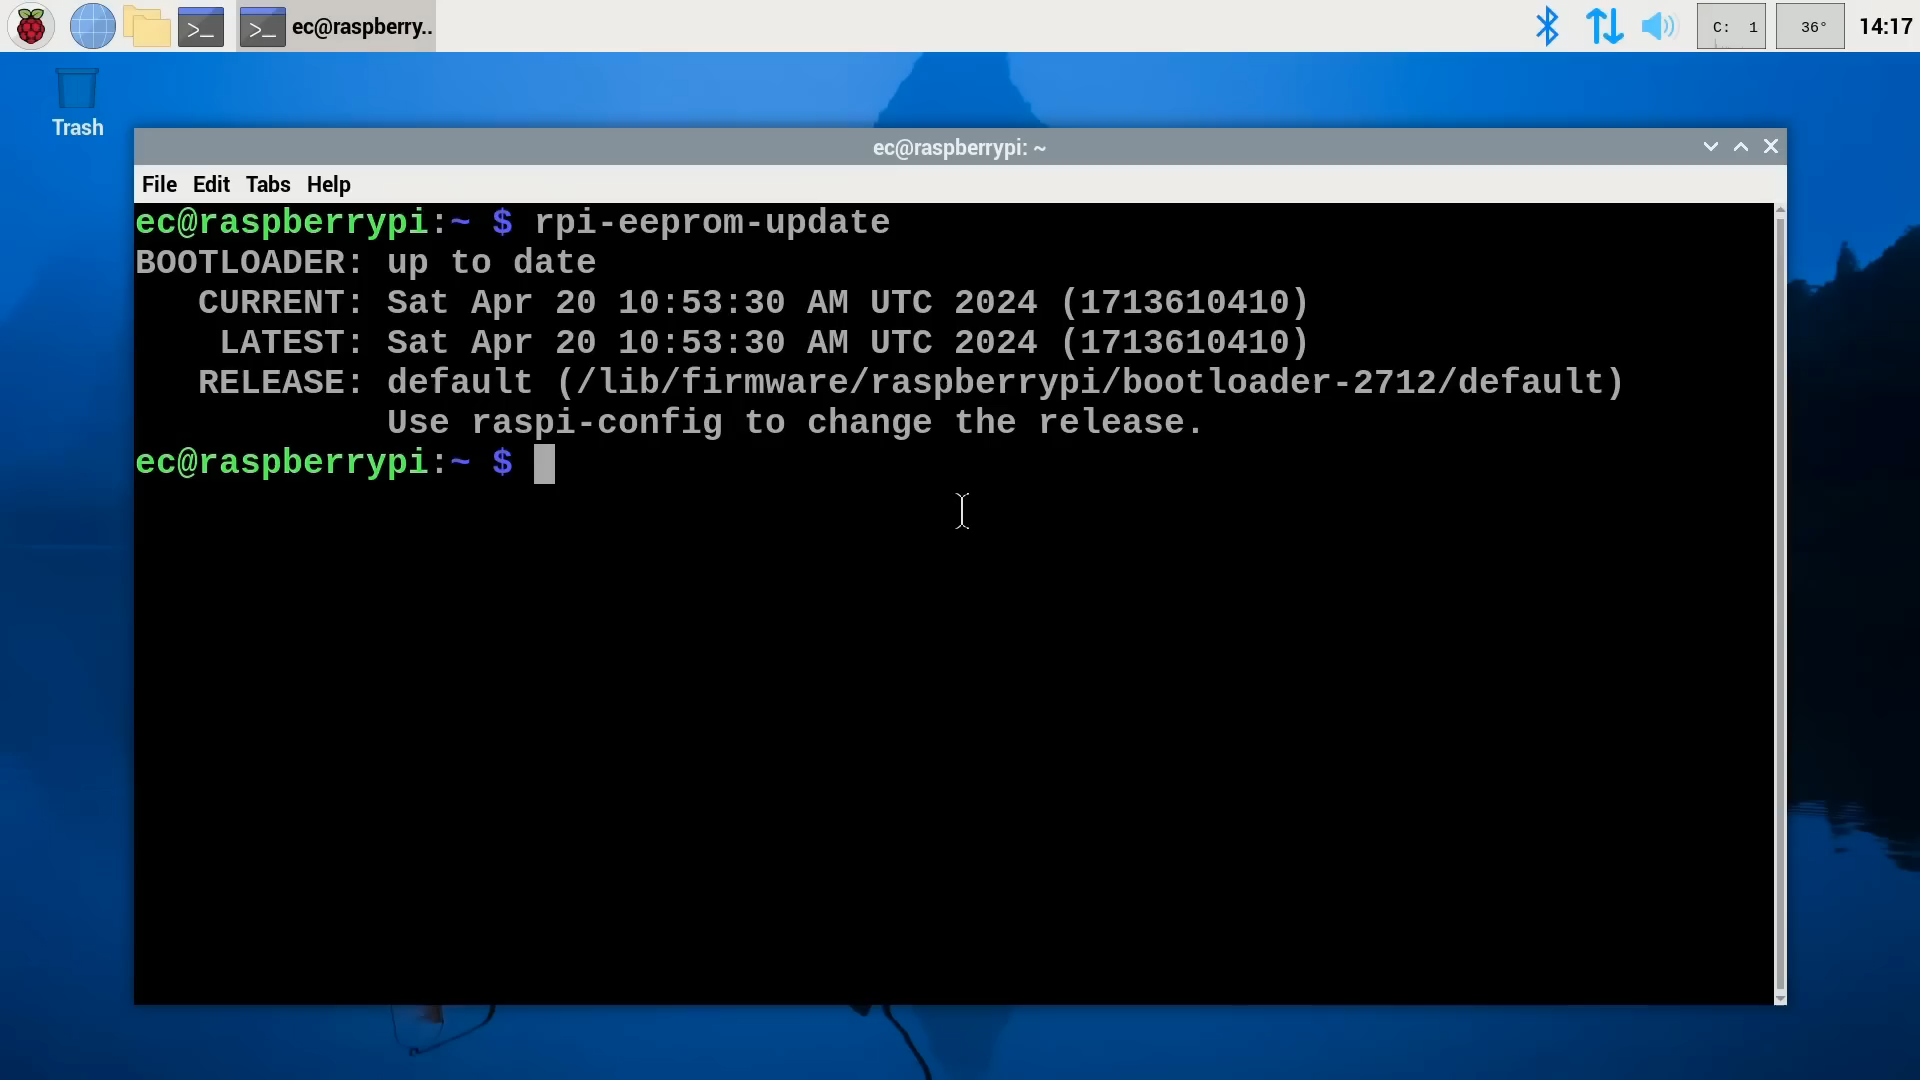 ec@raspberry..
C: 1
36°
14:17
Trash
ec@raspberrypi: ~
File Edit Tabs Help
ec@raspberrypi:~ $ rpi-eeprom-update
BOOTLOADER: up to date
CURRENT: Sat Apr 20 10:53:30 AM UTC 2024 (1713610410)
LATEST: Sat Apr 20 10:53:30 AM UTC 2024 (1713610410)
RELEASE: default (/lib/firmware/raspberrypi/bootloader-2712/default)
Use raspi-config to change the release.
ec@raspberrypi:~ $